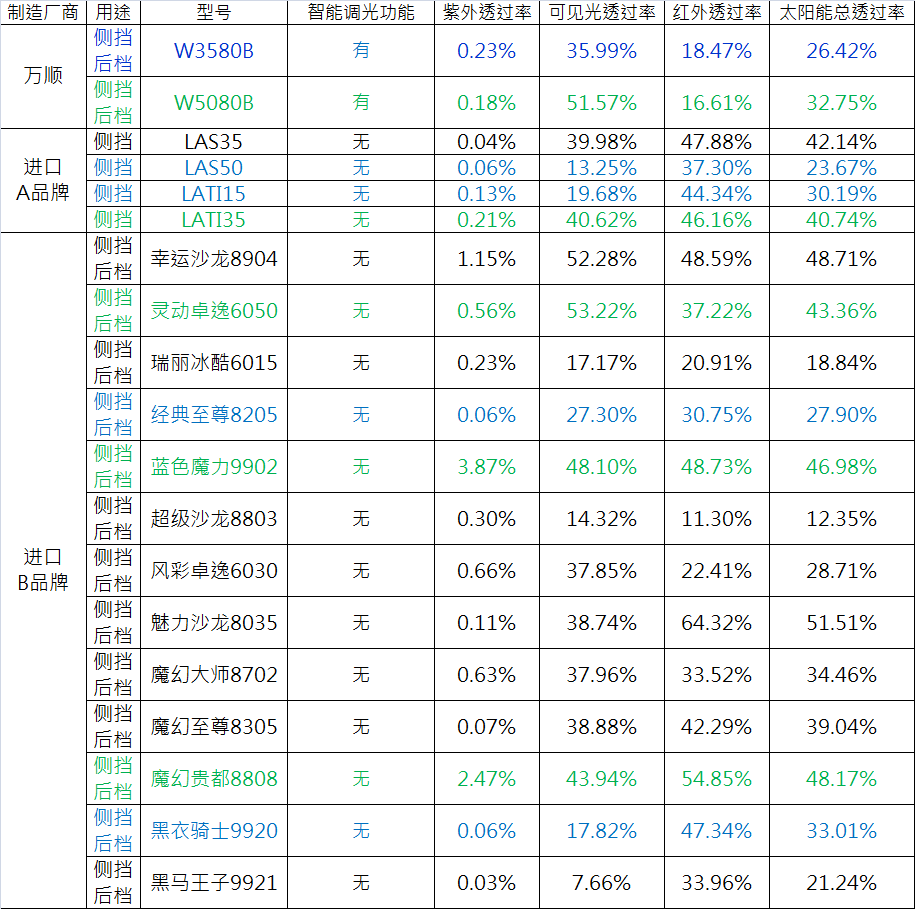 制造厂商 用途 型号 智能调光功能 紫外透过率 可见光透过率 红外透过率 太阳能总透过率
万顺
侧挡
后档
W3580B 有 0.23% 35.99% 18.47% 26.42%
侧挡
后档
W5080B 有 0.18% 51.57% 16.61% 32.75%
进口
A品牌
侧挡 LAS35 无 0.04% 39.98% 47.88% 42.14%
侧挡 LAS50 无 0.06% 13.25% 37.30% 23.67%
侧挡 LATI15 无 0.13% 19.68% 44.34% 30.19%
侧挡 LATI35 无 0.21% 40.62% 46.16% 40.74%
进口
B品牌
侧挡
后档
幸运沙龙8904 无 1.15% 52.28% 48.59% 48.71%
侧挡
后档
灵动卓逸6050 无 0.56% 53.22% 37.22% 43.36%
侧挡
后档
瑞丽冰酷6015 无 0.23% 17.17% 20.91% 18.84%
侧挡
后档
经典至尊8205 无 0.06% 27.30% 30.75% 27.90%
侧挡
后档
蓝色魔力9902 无 3.87% 48.10% 48.73% 46.98%
侧挡
后档
超级沙龙8803 无 0.30% 14.32% 11.30% 12.35%
侧挡
后档
风彩卓逸6030 无 0.66% 37.85% 22.41% 28.71%
侧挡
后档
魅力沙龙8035 无 0.11% 38.74% 64.32% 51.51%
侧挡
后档
魔幻大师8702 无 0.63% 37.96% 33.52% 34.46%
侧挡
后档
魔幻至尊8305 无 0.07% 38.88% 42.29% 39.04%
侧挡
后档
魔幻贵都8808 无 2.47% 43.94% 54.85% 48.17%
侧挡
后档
黑衣骑士9920 无 0.06% 17.82% 47.34% 33.01%
侧挡
后档
黑马王子9921 无 0.03% 7.66% 33.96% 21.24%